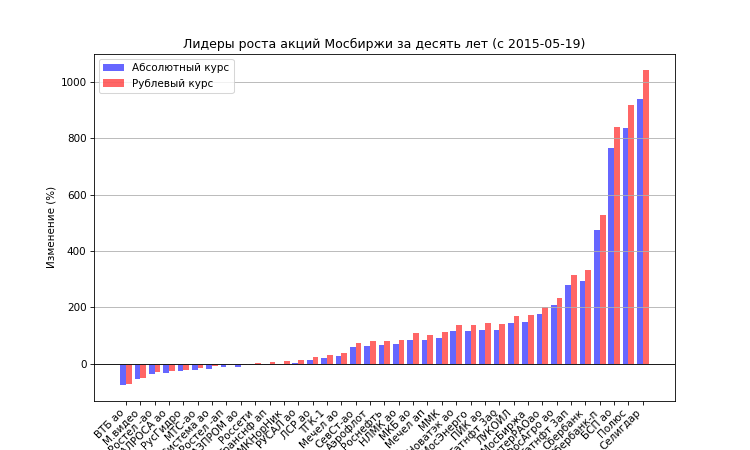 Лидеры роста акций Мосбиржи за десять лет (с 2015-05-19)
Абсолютный курс
Рублевый курс
Изменение (%)
1000
800
600
400
200
0
ВТБ ао
М.видео
Ростел -ао
АЛРОСА ао
РусГидро
МТС-ао
Система ао
Ростел -ап
ГАЗПРОМ ао
Россети
Транснф ап
ГМКНорНик
РУСАЛ ао
ЛСР ао
ТГК-1
Мечел ао
СевСт-ао
Аэрофлот
Роснефть
НЛМК ао
МКБ ао
Мечел ап
ММК
Новатэк ао
МосЭнерго
ПИК ао
Татнфт 3ао
ЛУКОЙЛ
МосБиржа
ИнтерРАОао
РусАгро ао
Татнфт 3ап
Сбербанк
Сбербанк-п
БСП ао
Полюс
Селигдар